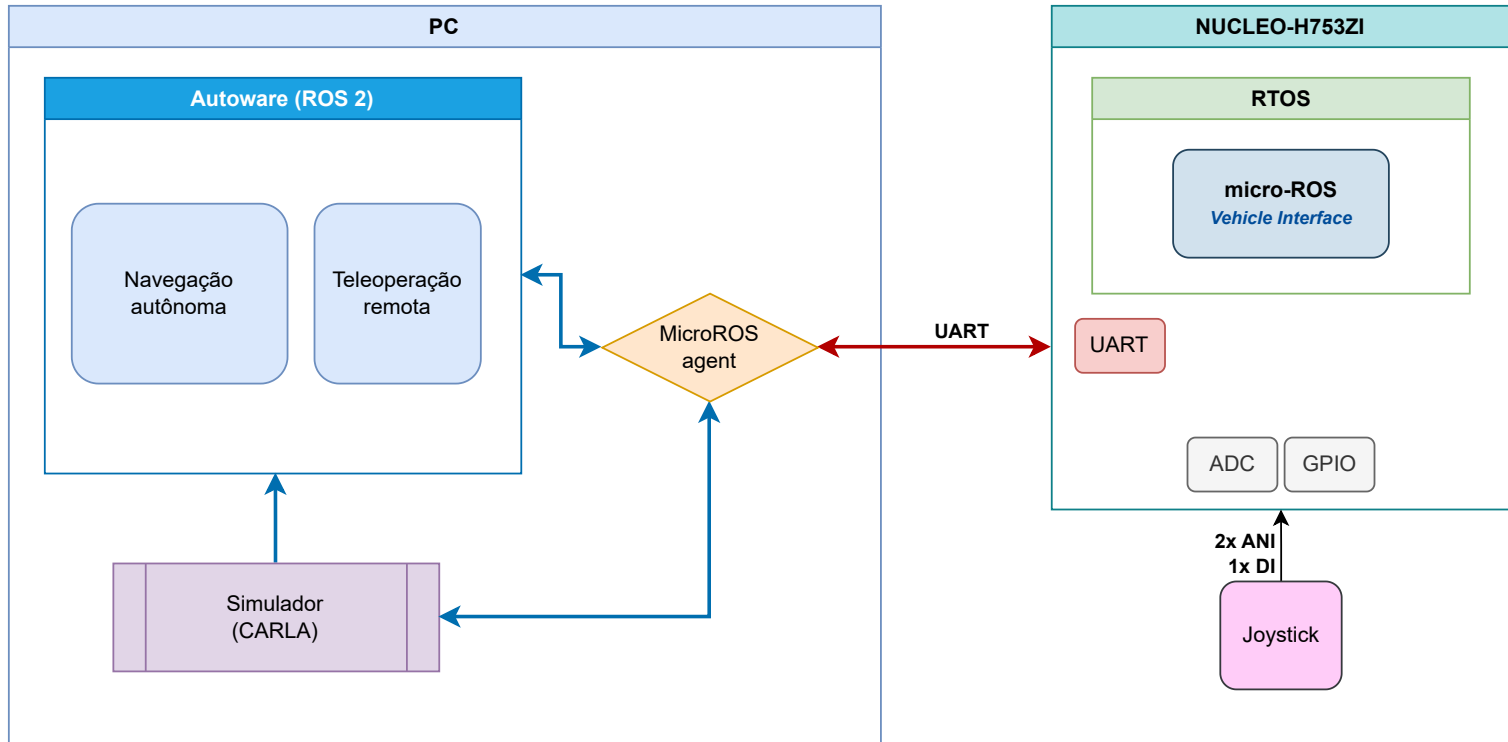 PC
Autoware (ROS 2)
Navegação
autônoma
Teleoperação
remota
MicroROS
agent
Simulador
(CARLA)
UART
NUCLEO-H753ZI
RTOS
micro-ROS
Vehicle Interface
UART
ADC
GPIO
2x ANI
1x DI
Joystick